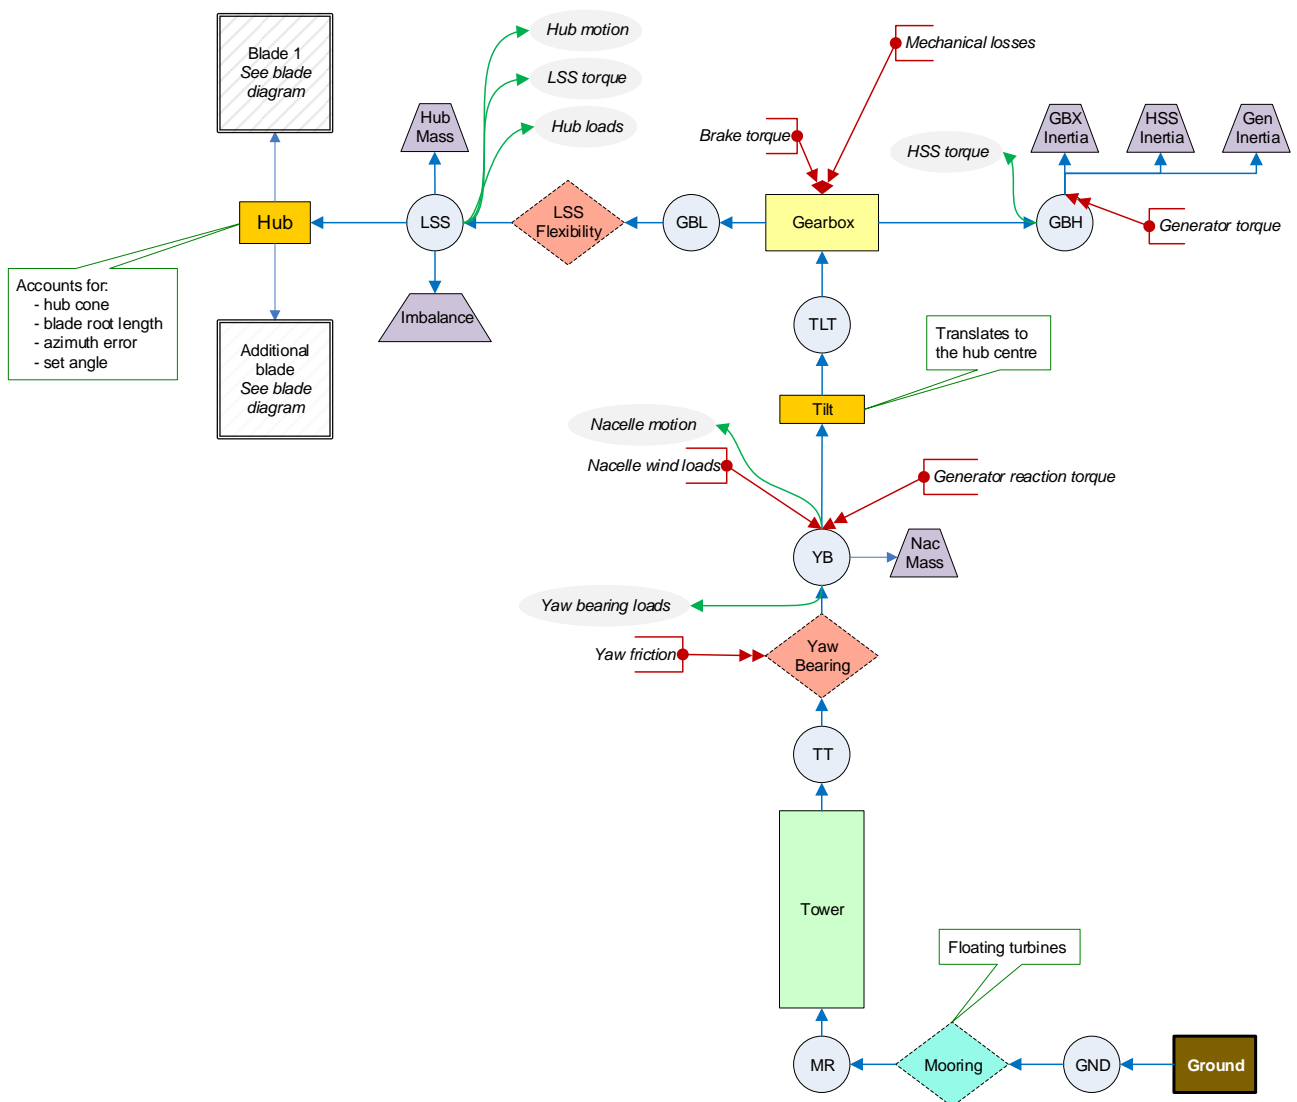 Blade 1
See blade
diagram
Hub motion
LSS torque
Hub loads
Hub
Mass
Mechanical losses
Brake torque
HSS torque
GBX
Inertia
HSS
Inertia
Gen
Inertia
Hub
LSS
LSS
Flexibility
GBL
Gearbox
GBH
Generator torque
Accounts for:
- hub cone
- blade root length
- azimuth error
- set angle
Imbalance
TLT
Additional
blade
See blade
diagram
Translates to
the hub centre
Tilt
Nacelle motion
Nacelle wind loads
Generator reaction torque
YB
Nac
Mass
Yaw bearing loads
Yaw friction
Yaw
Bearing
TT
Tower
Floating turbines
MR
Mooring
GND
Ground